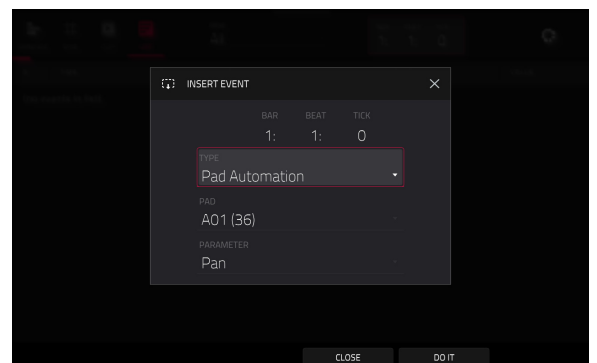 INSERT EVENT
BAR BEAT TICK
1: 1: 0
TYPE
Pad Automation
PAD
A01 (36)
PARAMETER
Pan
CLOSE DO IT